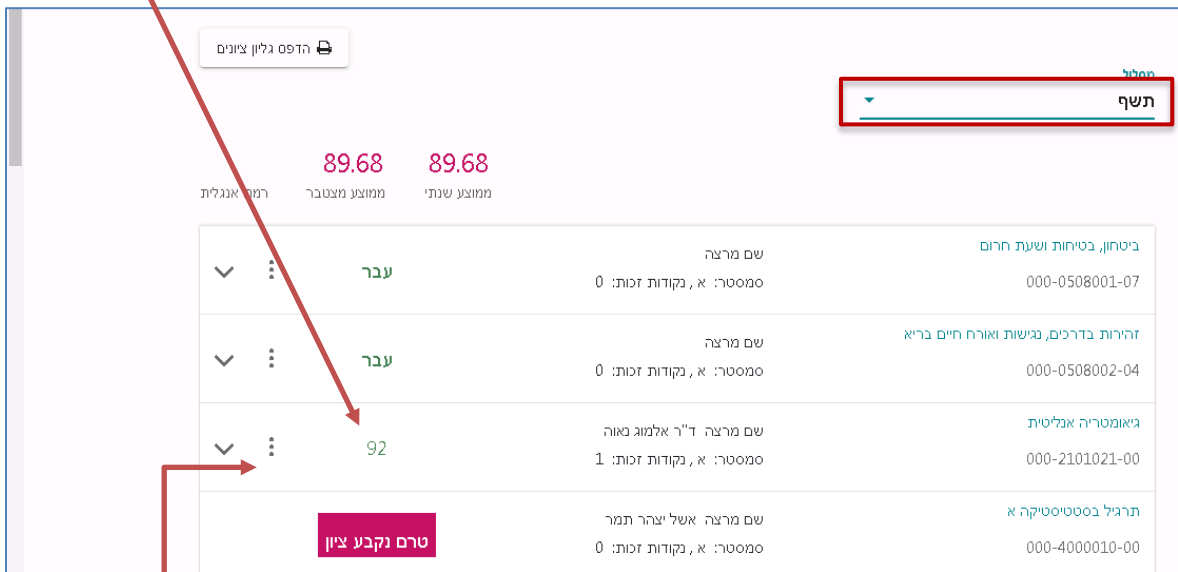 הדפס גליון ציונים
מסלול
תשף
89.68
ממוצע שנתי
89.68
ממוצע מצטבר
רמת אנגלית
ביטחון, בטיחות ושעת חרום
000-0508001-07
שם מרצה
סמסטר: א , נקודות זכות: 0
עבר
זהירות בדרכים, נגישות ואורח חיים בריא
000-0508002-04
שם מרצה
סמסטר: א , נקודות זכות: 0
עבר
גיאומטריה אנליטית
000-2101021-00
שם מרצה ד"ר אלמוג נאוה
סמסטר: א , נקודות זכות: 1
92
תרגיל בסטטיסטיקה א
000-4000010-00
שם מרצה אשל יצהר תמר
סמסטר: א , נקודות זכות: 0
טרם נקבע ציון